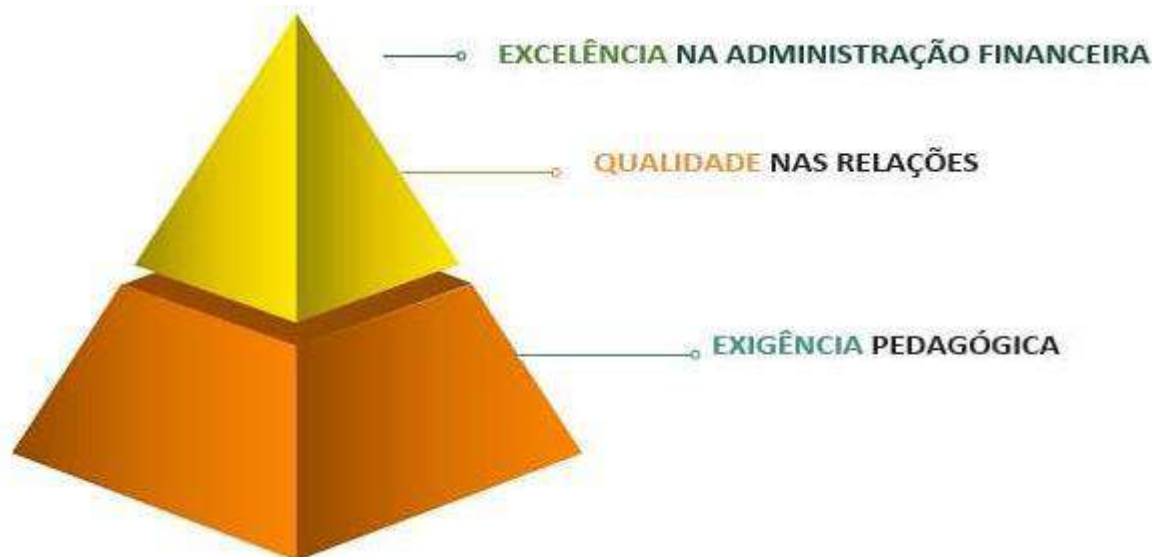 EXCELÊNCIA NA ADMINISTRAÇÃO FINANCEIRA
QUALIDADE NAS RELAÇÕES
EXIGÊNCIA PEDAGÓGICA